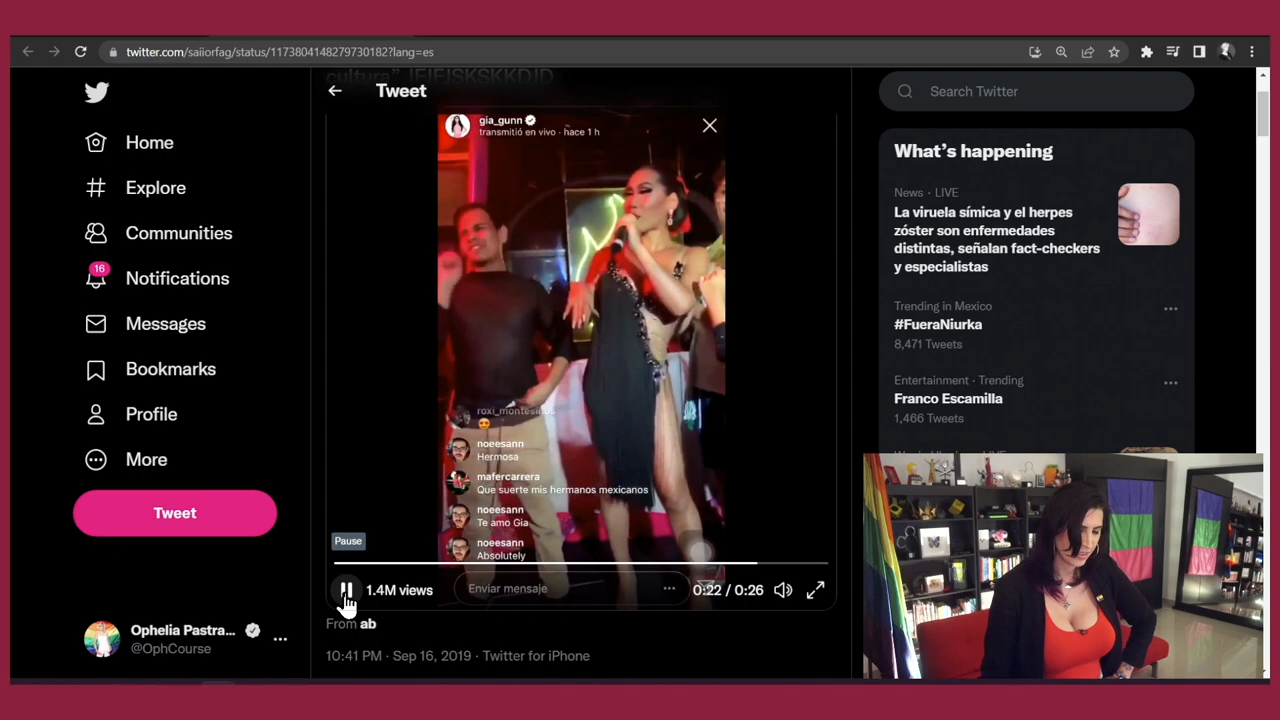 twitter.com/saiiorfag/status/1173804148279730182?lang=es
Home
Explore
Communities
16
Notifications
Messages
Bookmarks
Profile
More
Tweet
Ophelia Pastra...
@OphCourse
Tweet
gia_gunn
transmitió en vivo · hace 1 h
roxi_montesinos
😍
noeesann
Hermosa
mafercarrera
Que suerte mis hermanos mexicanos
noeesann
Te amo Gia
noeesann
Absolutely
Pause
1.4M views
Enviar mensaje
0:22 / 0:26
From ab
10:41 PM · Sep 16, 2019 · Twitter for iPhone
Search Twitter
What's happening
News · LIVE
La viruela símica y el herpes
zóster son enfermedades
distintas, señalan fact-checkers
y especialistas
Trending in Mexico
#FueraNiurka
8,471 Tweets
Entertainment · Trending
Franco Escamilla
1,466 Tweets